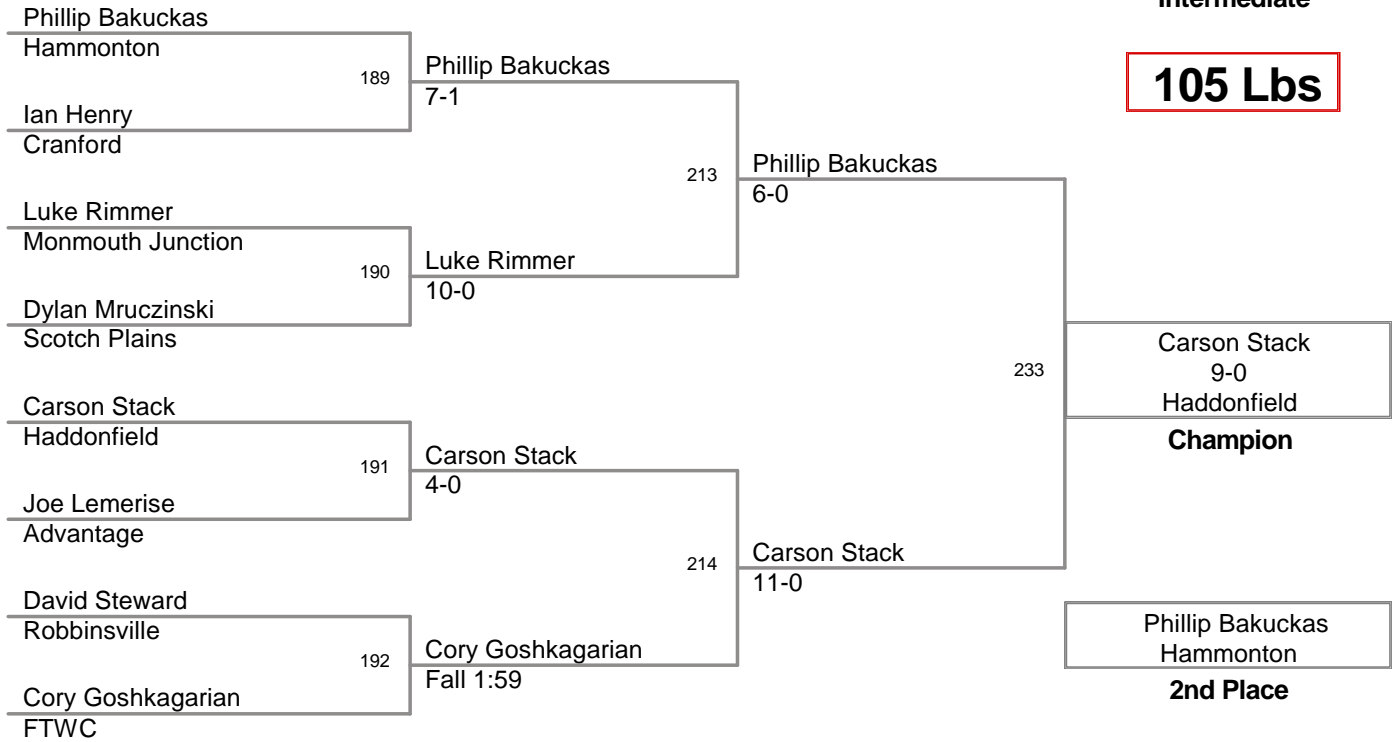 Intermediate
105 Lbs
Phillip Bakuckas
Hammonton
189
Ian Henry
Cranford
Phillip Bakuckas
7-1
Luke Rimmer
Monmouth Junction
190
Dylan Mruczinski
Scotch Plains
Luke Rimmer
10-0
213
Phillip Bakuckas
6-0
Carson Stack
Haddonfield
191
Joe Lemerise
Advantage
Carson Stack
4-0
David Steward
Robbinsville
192
Cory Goshkagarian
FTWC
Cory Goshkagarian
Fall 1:59
214
Carson Stack
11-0
233
Carson Stack
9-0
Haddonfield
Champion
Phillip Bakuckas
Hammonton
2nd Place